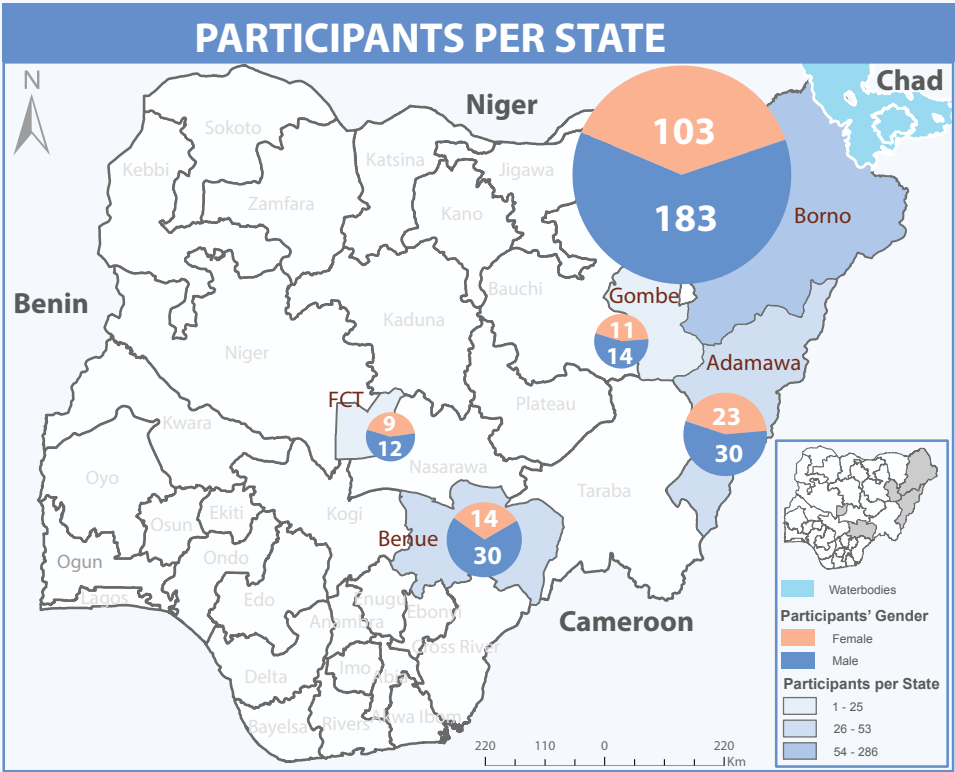 PARTICIPANTS PER STATE
N
Niger
Chad
Sokoto
Kebbi
Katsina
Jigawa
Zamfara
Kano
103
183
Borno
Benin
Bauchi
Gombe
Kaduna
11
14
Niger
Adamawa
FCT
Plateau
Kwara
9
12
23
30
Nasarawa
Oyo
Taraba
Osun
Ekiti
Kogi
Benue
14
30
Ogun
Ondo
Lagos
Edo
Enugu
Ebonyi
Anambra
Cameroon
Cross River
Imo
Abia
Delta
Bayelsa
Rivers
Akwa Ibom
Waterbodies
Participants' Gender
Female
Male
Participants per State
1 - 25
26 - 53
54 - 286
220 110 0 220
Km